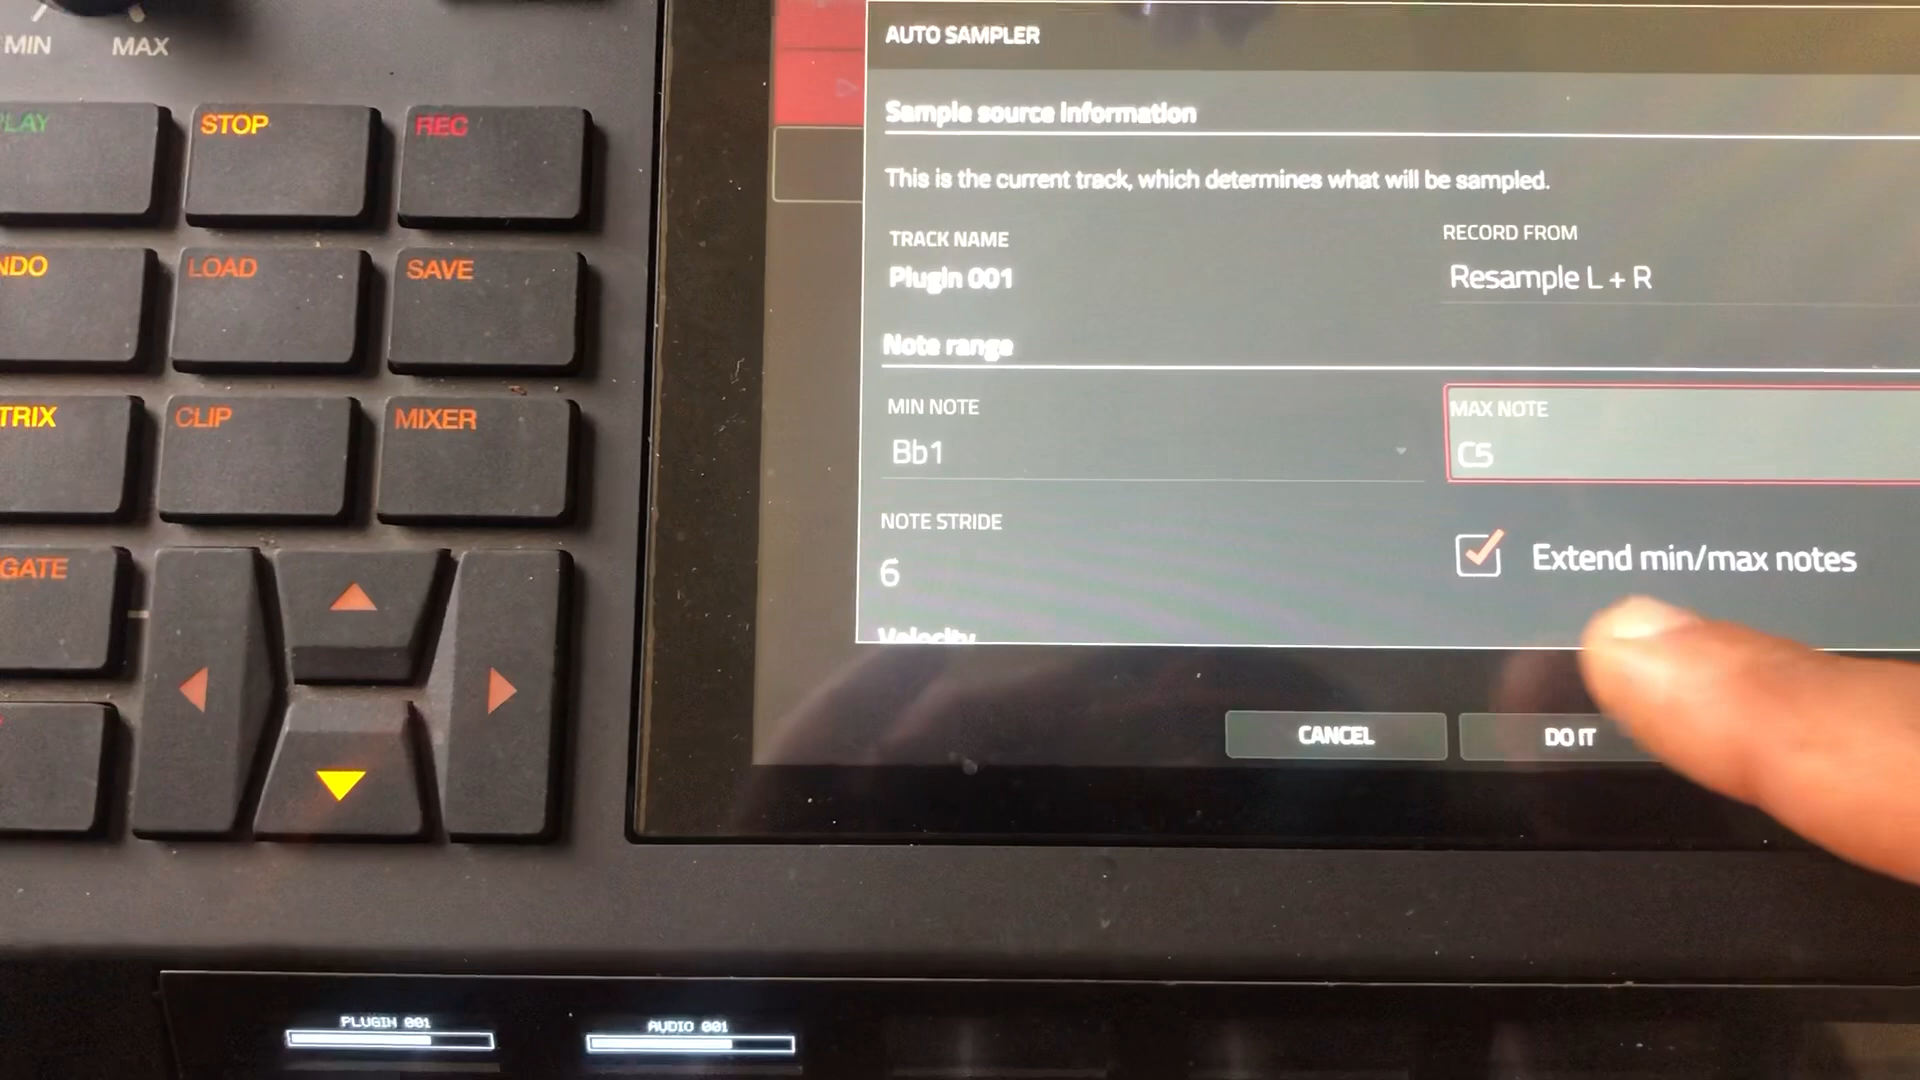 MIN MAX
AUTO SAMPLER
Sample source information
This is the current track, which determines what will be sampled.
TRACK NAME
Plugin 001
RECORD FROM
Resample L + R
Note range
MIN NOTE
Bb1
MAX NOTE
C5
NOTE STRIDE
6
Extend min/max notes
Velocity
CANCEL
DO IT
LAY
STOP
REC
NDO
LOAD
SAVE
TRIX
CLIP
MIXER
GATE
PLUGIN 001
AUDIO 001